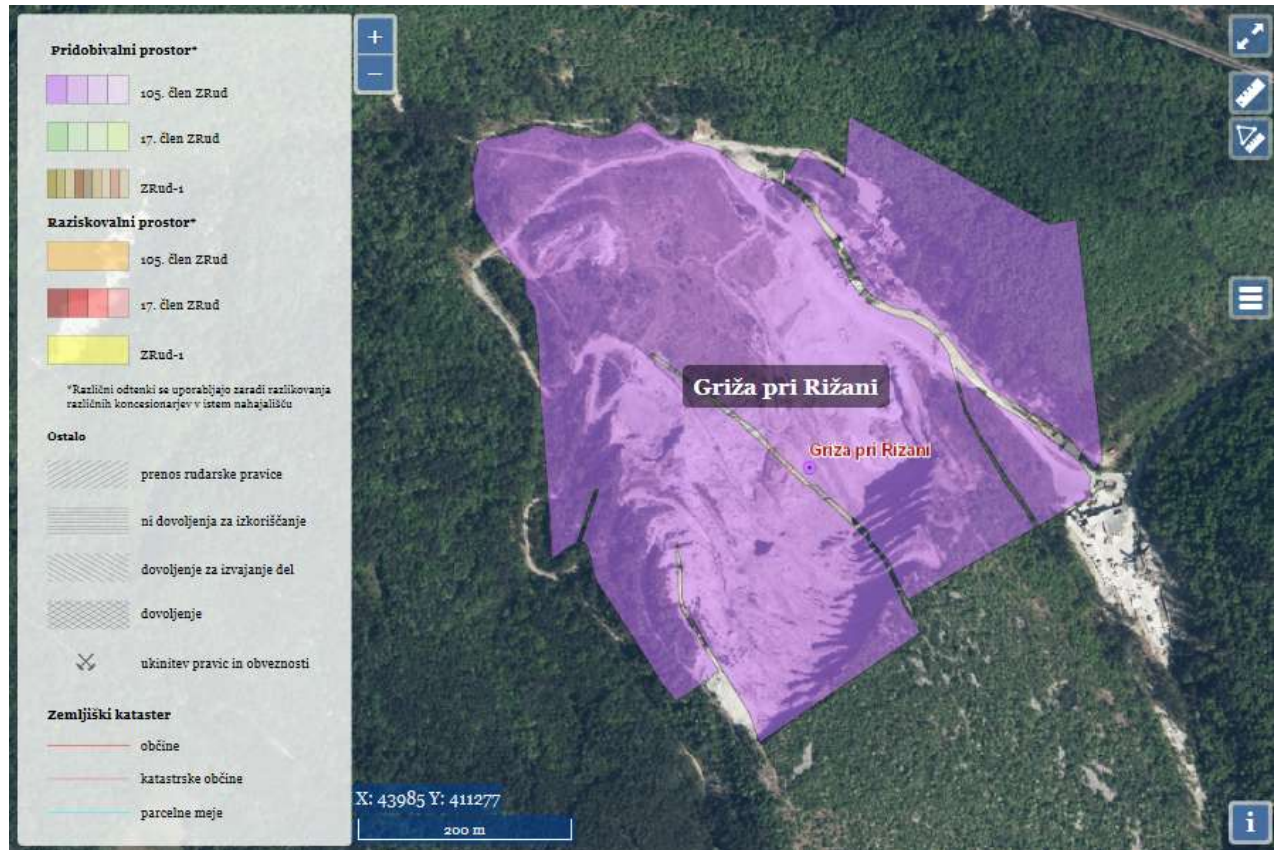 Pridobivalni prostor*
105. člen ZRud
17. člen ZRud
ZRud-1
Raziskovalni prostor*
105. člen ZRud
17. člen ZRud
ZRud-1
*Različni odtenki se uporabljajo zaradi razlikovanja
različnih koncesionarjev v istem nahajališču
Ostalo
prenos rudarske pravice
ni dovoljenja za izkoriščanje
dovoljenje za izvajanje del
dovoljenje
ukinitev pravic in obveznosti
Zemljiški kataster
občine
katastrske občine
parcelne meje
+
−
Griža pri Rižani
Griža pri Rižani
X: 43985 Y: 411277
200 m
i